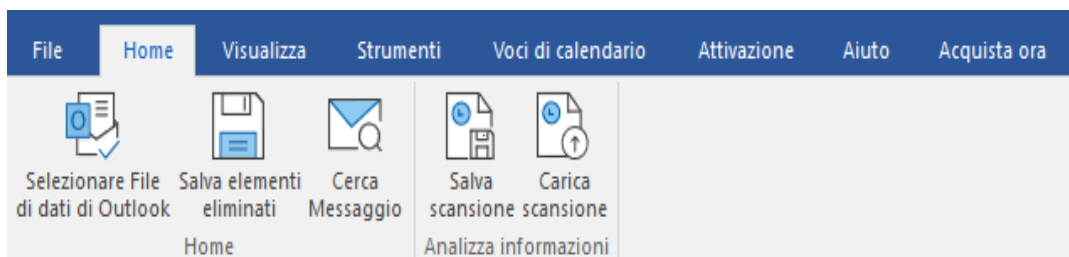 File Home Visualizza Strumenti Voci di calendario Attivazione Aiuto Acquista ora
Selezionare File Salva elementi Cerca Salva Carica
di dati di Outlook eliminati Messaggio scansione scansione
Home Analizza informazioni